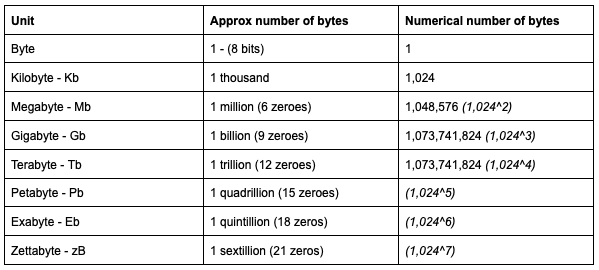 Unit Approx number of bytes Numerical number of bytes
Byte 1 - (8 bits) 1
Kilobyte - Kb 1 thousand 1,024
Megabyte - Mb 1 million (6 zeroes) 1,048,576 (1,024^2)
Gigabyte - Gb 1 billion (9 zeroes) 1,073,741,824 (1,024^3)
Terabyte - Tb 1 trillion (12 zeroes) 1,073,741,824 (1,024^4)
Petabyte - Pb 1 quadrillion (15 zeroes) (1,024^5)
Exabyte - Eb 1 quintillion (18 zeros) (1,024^6)
Zettabyte - zB 1 sextillion (21 zeros) (1,024^7)